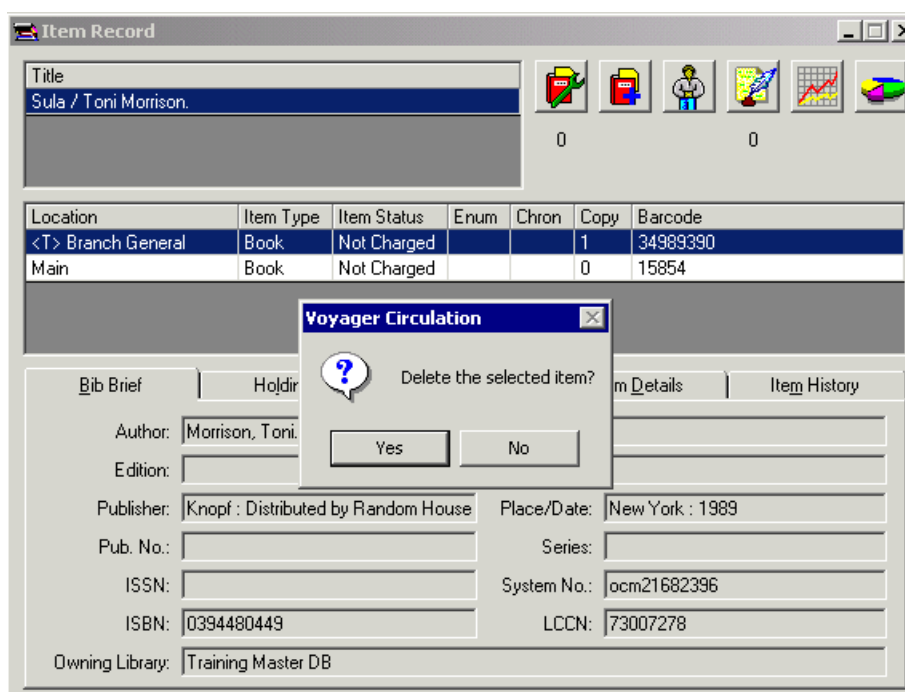 Item Record
Title
Sula / Toni Morrison.
0 0
Location Item Type Item Status Enum Chron Copy Barcode
<T> Branch General Book Not Charged 1 34989390
Main Book Not Charged 0 15854
Voyager Circulation
Delete the selected item?
Yes No
Bib Brief Holdin m Details Item History
Author: Morrison, Toni.
Edition:
Publisher: Knopf : Distributed by Random House Place/Date: New York : 1989
Pub. No.: Series:
ISSN: System No.: ocm21682396
ISBN: 0394480449 LCCN: 73007278
Owning Library: Training Master DB